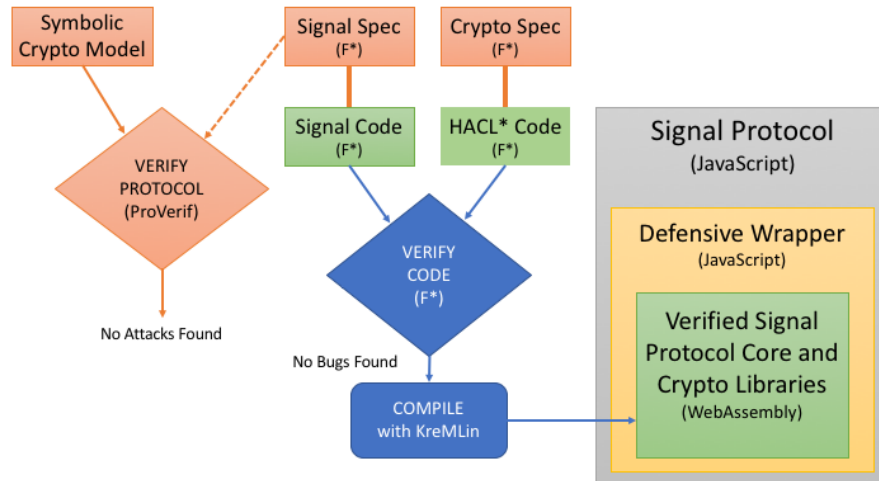 Symbolic
Crypto Model
Signal Spec
(F*)
Crypto Spec
(F*)
Signal Code
(F*)
HACL* Code
(F*)
VERIFY
PROTOCOL
(ProVerif)
No Attacks Found
VERIFY
CODE
(F*)
No Bugs Found
COMPILE
with KreMLin
Signal Protocol
(JavaScript)
Defensive Wrapper
(JavaScript)
Verified Signal
Protocol Core and
Crypto Libraries
(WebAssembly)